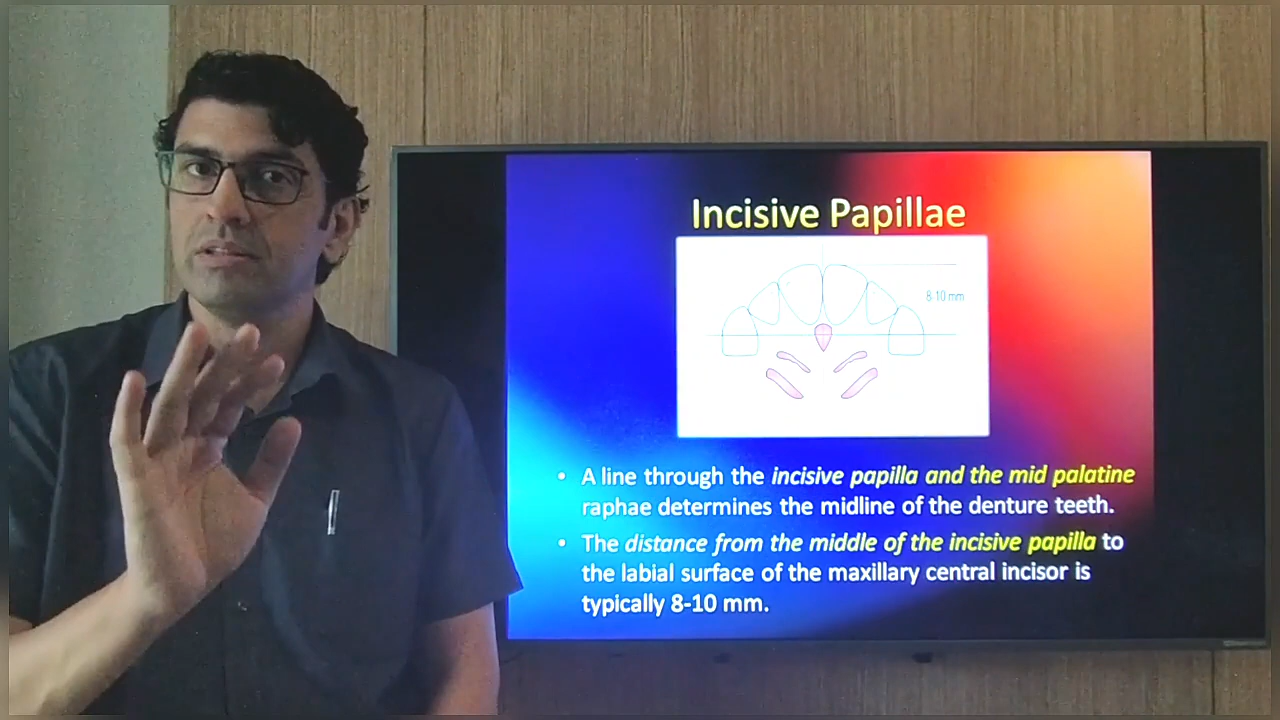 Incisive Papillae
8-10 mm
• A line through the incisive papilla and the mid palatine
raphae determines the midline of the denture teeth.
• The distance from the middle of the incisive papilla to
the labial surface of the maxillary central incisor is
typically 8-10 mm.